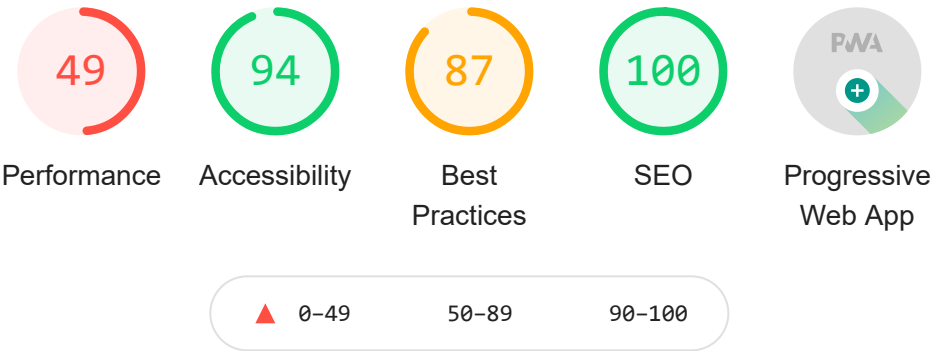 49 94 87 100 PWA
Performance Accessibility Best SEO Progressive
Practices Web App
0–49 50–89 90–100